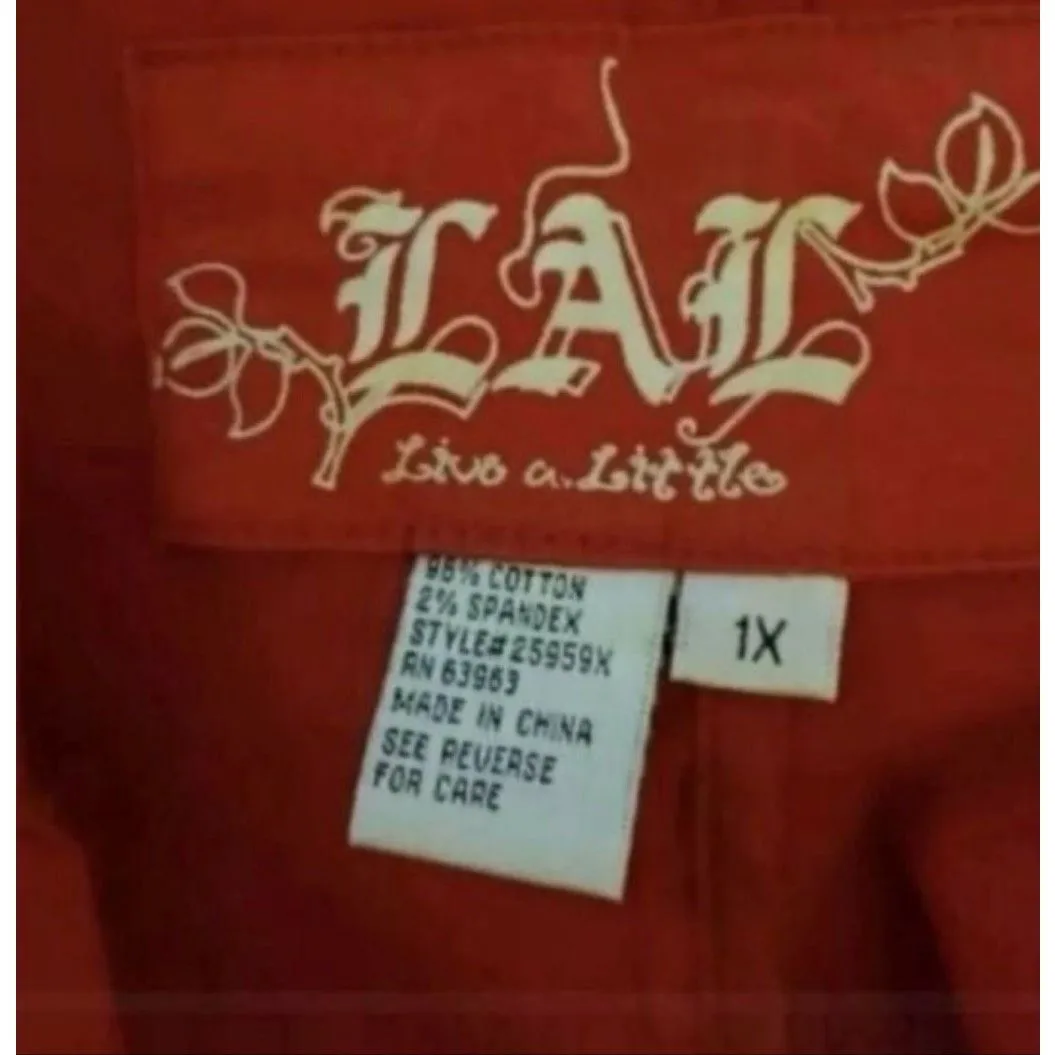 LAL
Live a Little
98% COTTON
2% SPANDEX
STYLE#25959X
RN 63963
MADE IN CHINA
SEE REVERSE
FOR CARE
1X